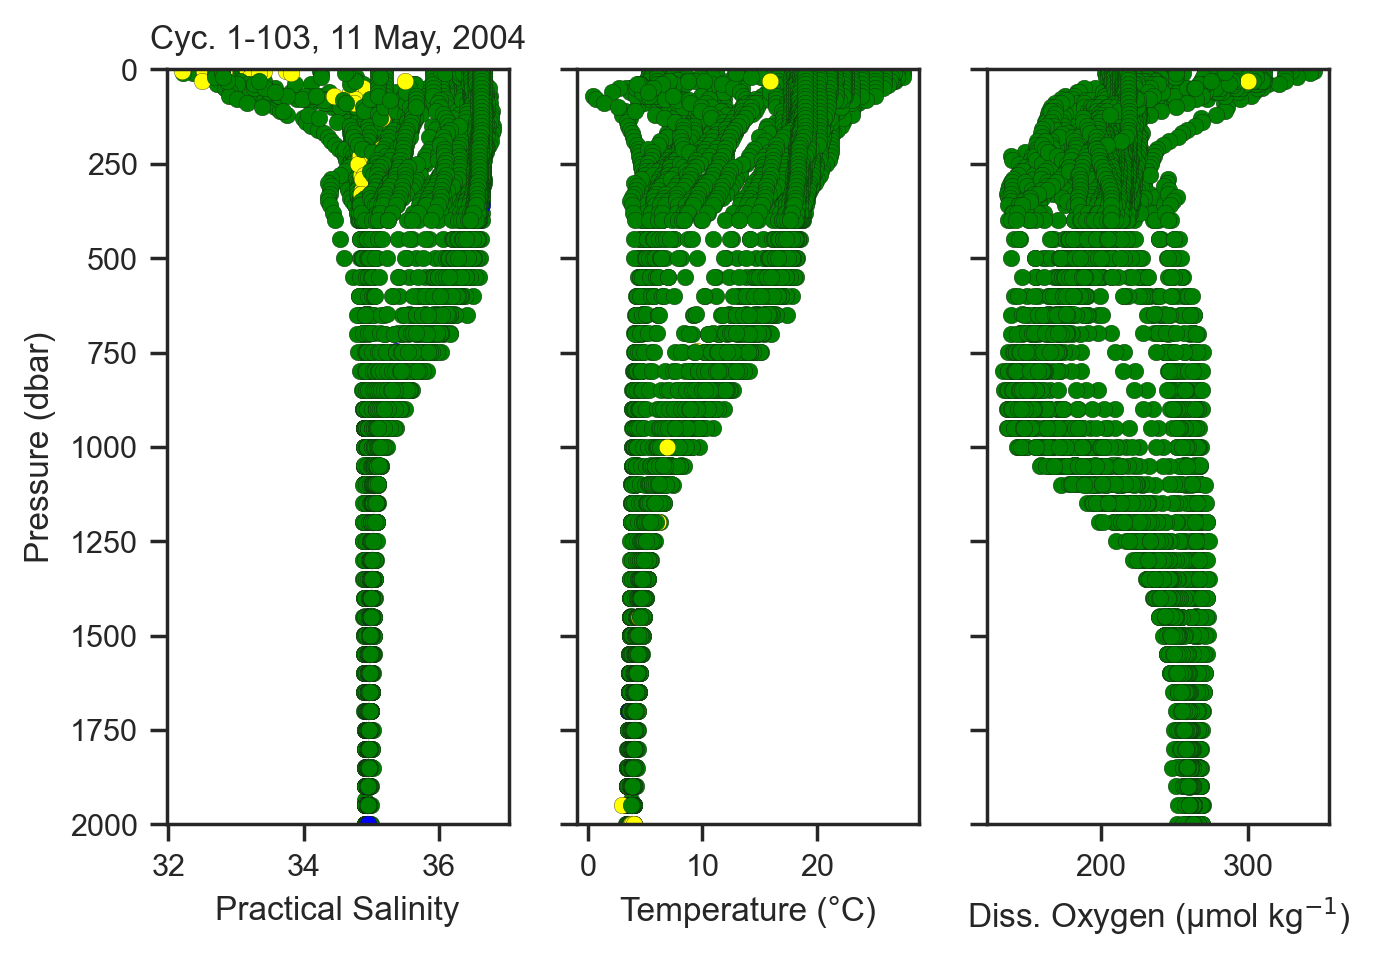 Cyc. 1-103, 11 May, 2004
0
250
500
750
1000
1250
1500
1750
2000
Pressure (dbar)
32 34 36
Practical Salinity
0 10 20
Temperature (°C)
200 300
Diss. Oxygen (µmol kg⁻¹)